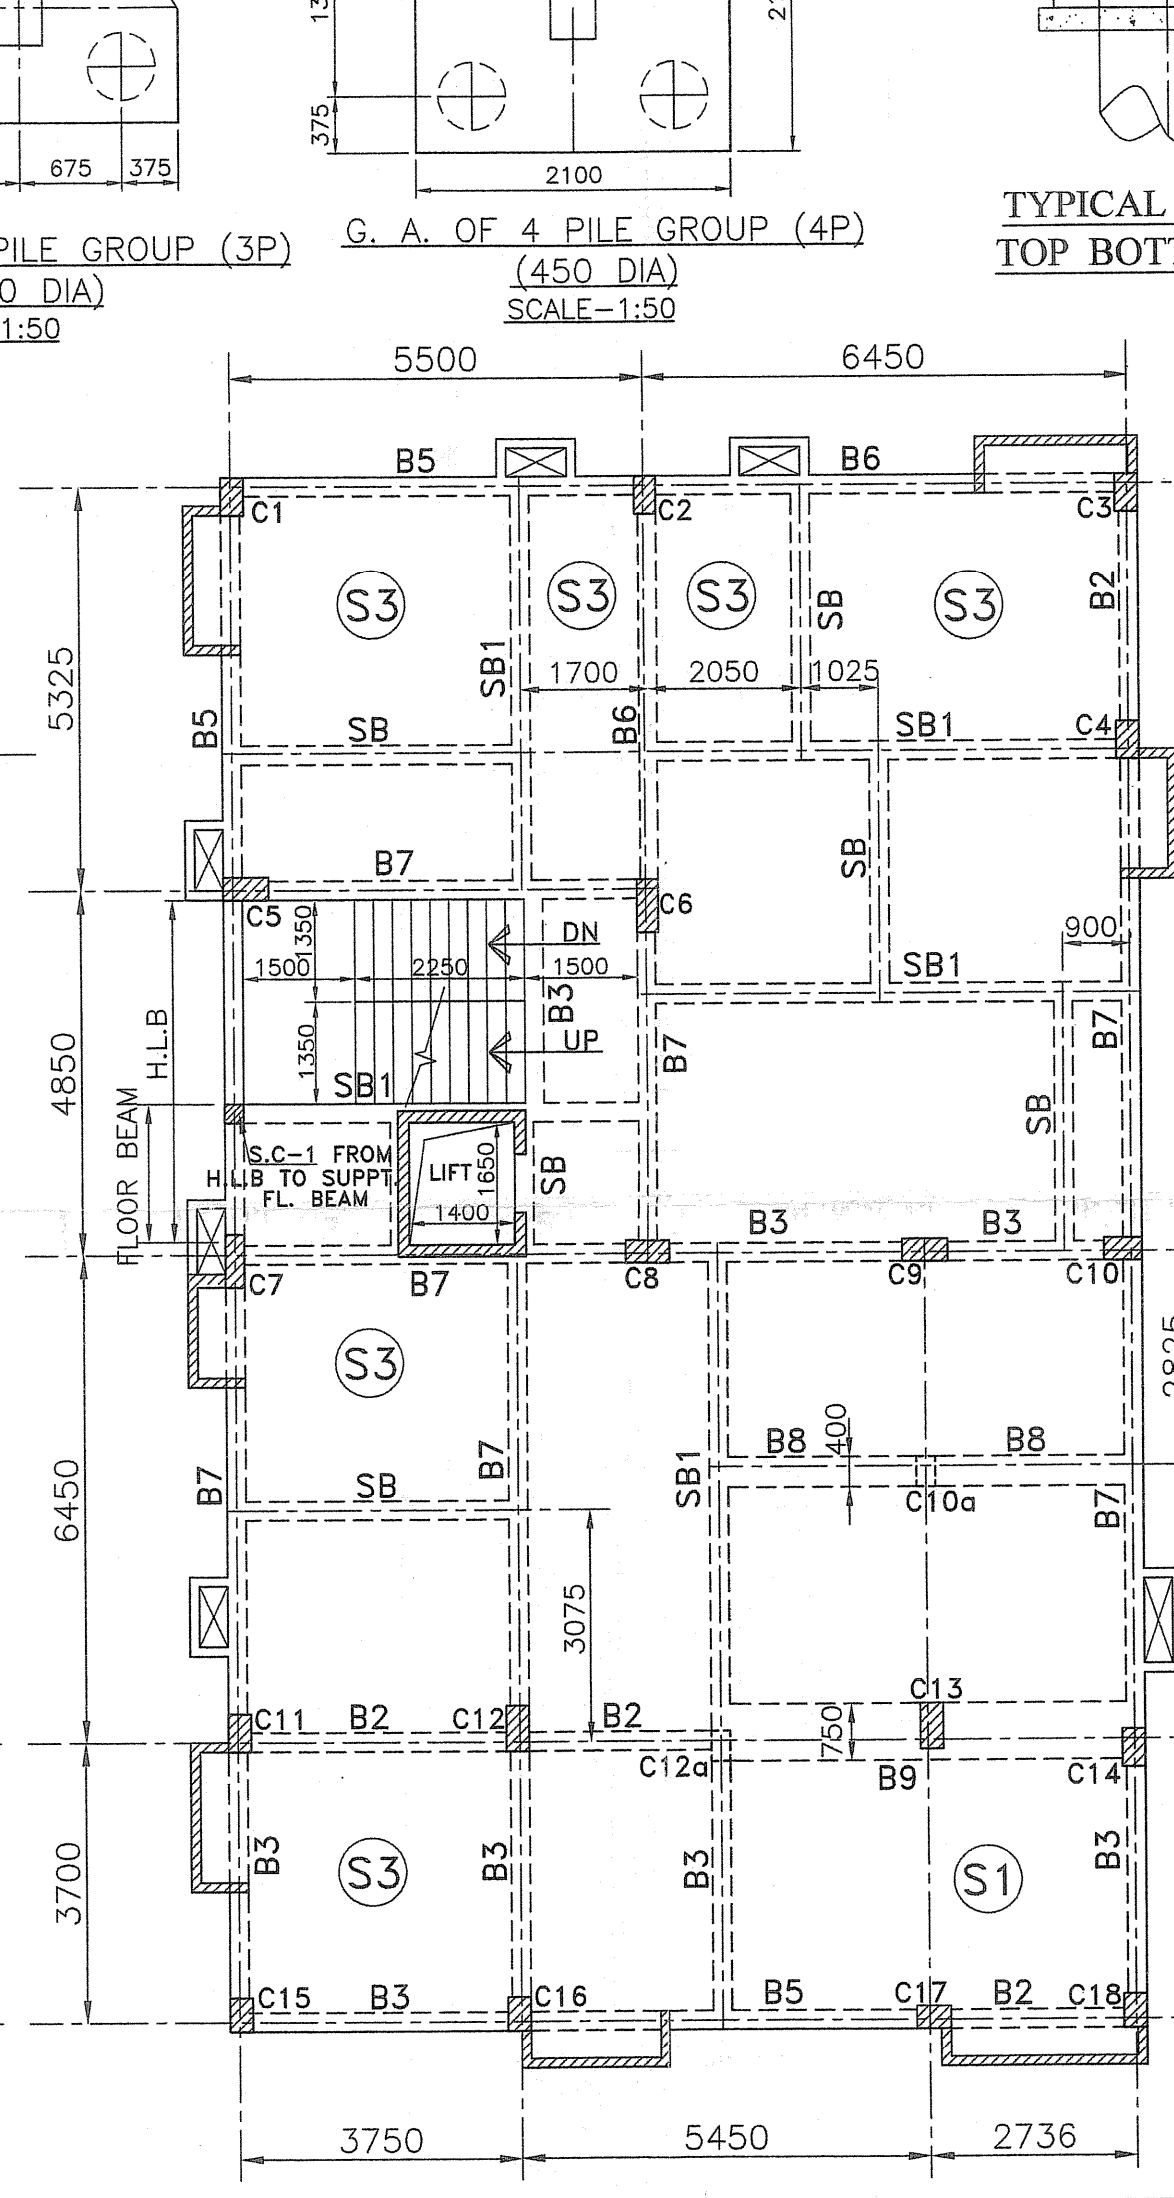 375
675
375
PILE GROUP (3P)
0 DIA)
1:50
375
2100
G. A. OF 4 PILE GROUP (4P)
(450 DIA)
SCALE-1:50
TYPICAL
5500
6450
B5
B6
C1
C2
C3
S3
S3
S3
S3
B2
SB
SB1
5325
1700
2050
1025
B5
SB
B6
SB1
C4
B7
SB
C5
C6
1350
DN
900
1500
2250
1500
SB1
B3
H.L.B
4850
1350
UP
B7
B7
SB1
SB
FLOOR BEAM
S.C-1 FROM
H.L.B TO SUPPT.
FL. BEAM
LIFT
1650
1400
SB
B3
B3
C7
B7
C8
C9
C10
S3
400
B8
B8
B7
SB
B7
SB1
C10a
B7
6450
3075
C13
C11
B2
C12
B2
750
C12a
B9
C14
3700
B3
S3
B3
B3
S1
B3
C15
B3
C16
B5
C17
B2
C18
3750
5450
2736